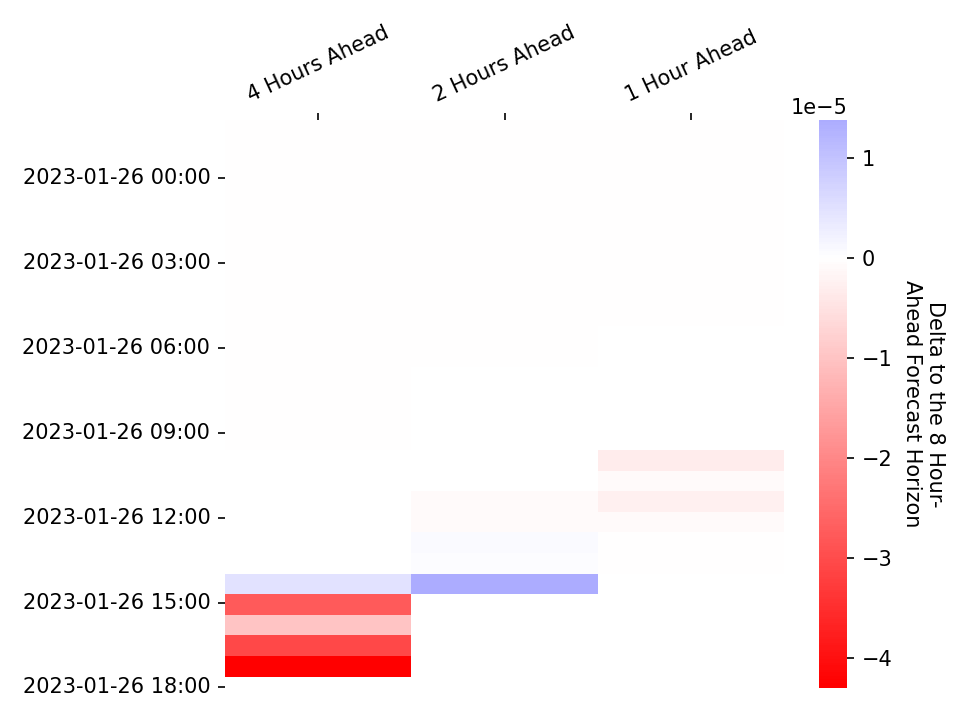 4 Hours Ahead
2 Hours Ahead
1 Hour Ahead
1e−5
2023-01-26 00:00
2023-01-26 03:00
2023-01-26 06:00
2023-01-26 09:00
2023-01-26 12:00
2023-01-26 15:00
2023-01-26 18:00
1
0
−1
−2
−3
−4
Delta to the 8 Hour-
Ahead Forecast Horizon